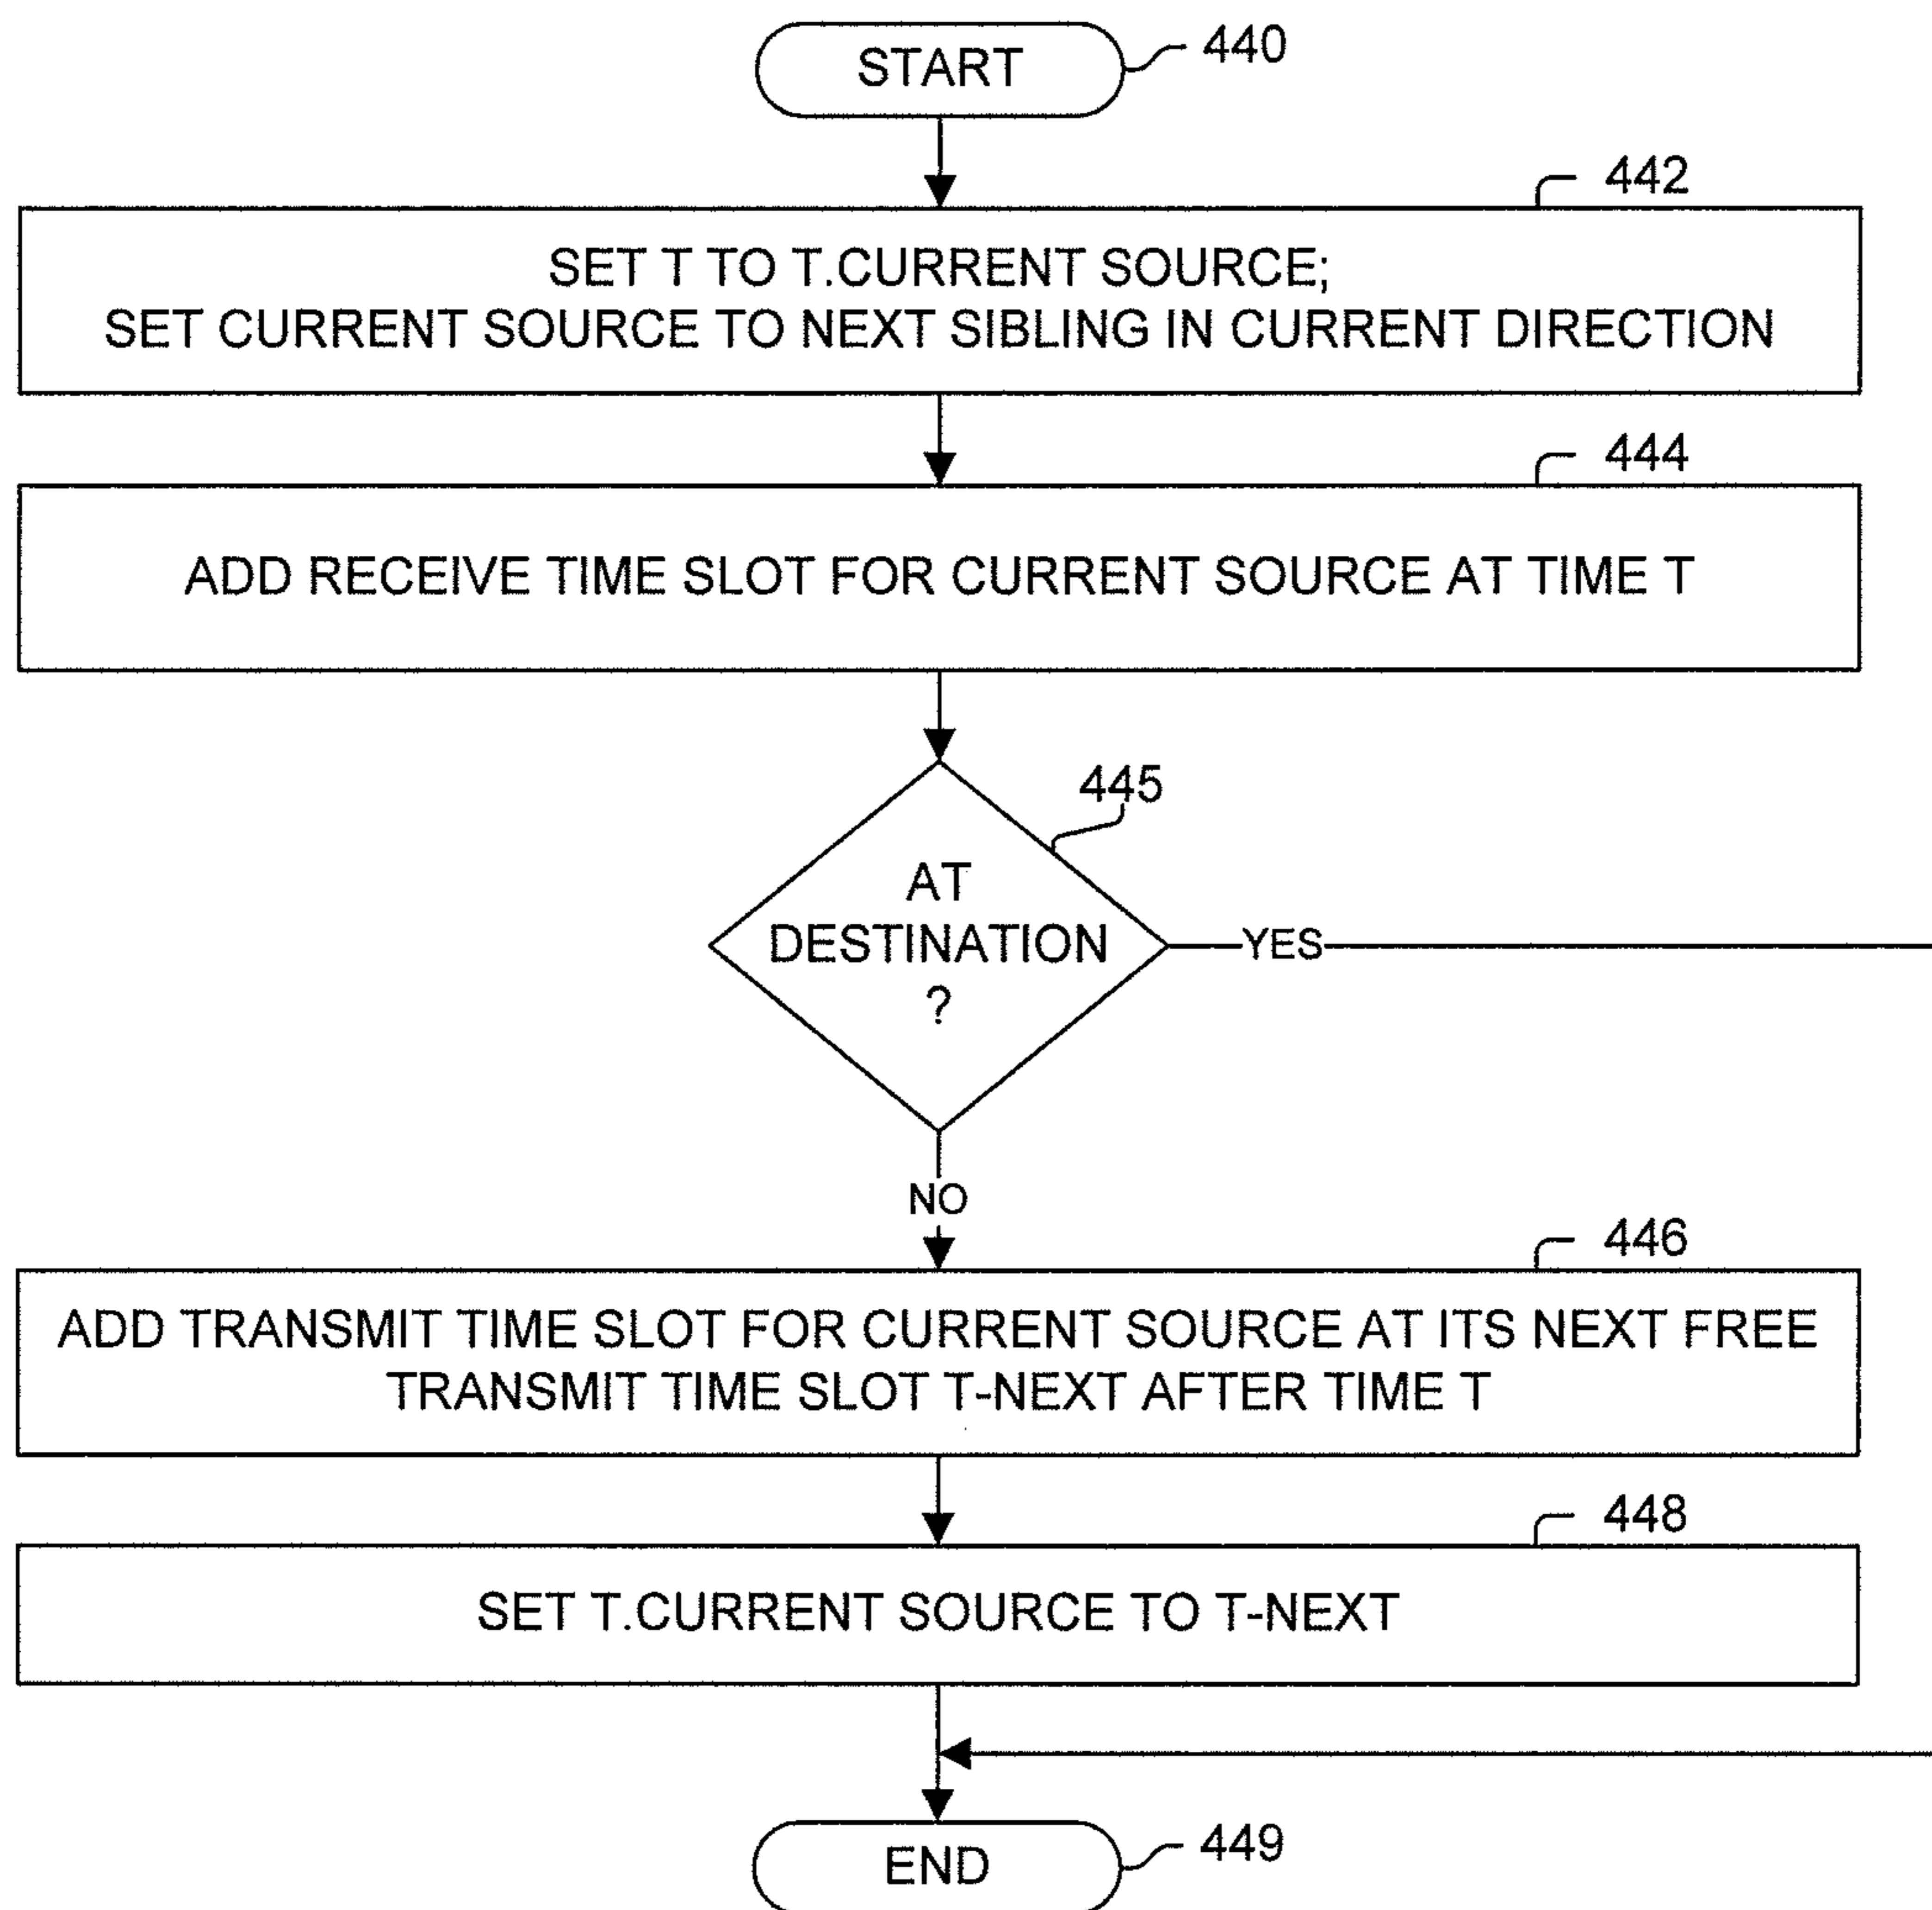 START
440
442
SET T TO T.CURRENT SOURCE;
SET CURRENT SOURCE TO NEXT SIBLING IN CURRENT DIRECTION
444
ADD RECEIVE TIME SLOT FOR CURRENT SOURCE AT TIME T
445
AT
DESTINATION
?
YES
NO
446
ADD TRANSMIT TIME SLOT FOR CURRENT SOURCE AT ITS NEXT FREE
TRANSMIT TIME SLOT T-NEXT AFTER TIME T
448
SET T.CURRENT SOURCE TO T-NEXT
END
449